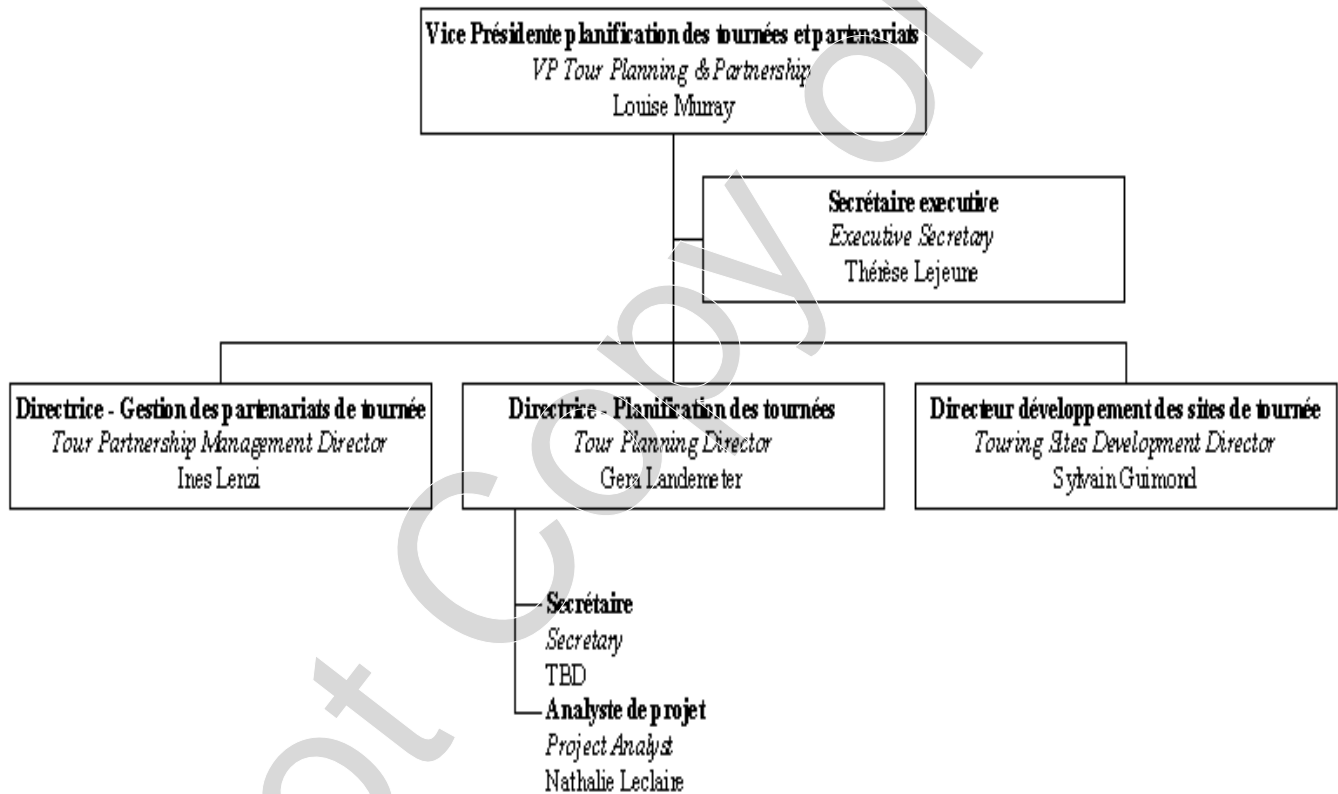 Vice Présidente planification des tournées et partenariats
VP Tour Planning & Partnership
Louise Murray
Secrétaire executive
Executive Secretary
Thérèse Lejeune
Directrice - Gestion des partenariats de tournée
Tour Partnership Management Director
Ines Lenzi
Directrice - Planification des tournées
Tour Planning Director
Gera Landemeter
Directeur développement des sites de tournée
Touring Sites Development Director
Sylvain Guimond
Secrétaire
Secretary
TBD
Analyste de projet
Project Analyst
Nathalie Leclaire